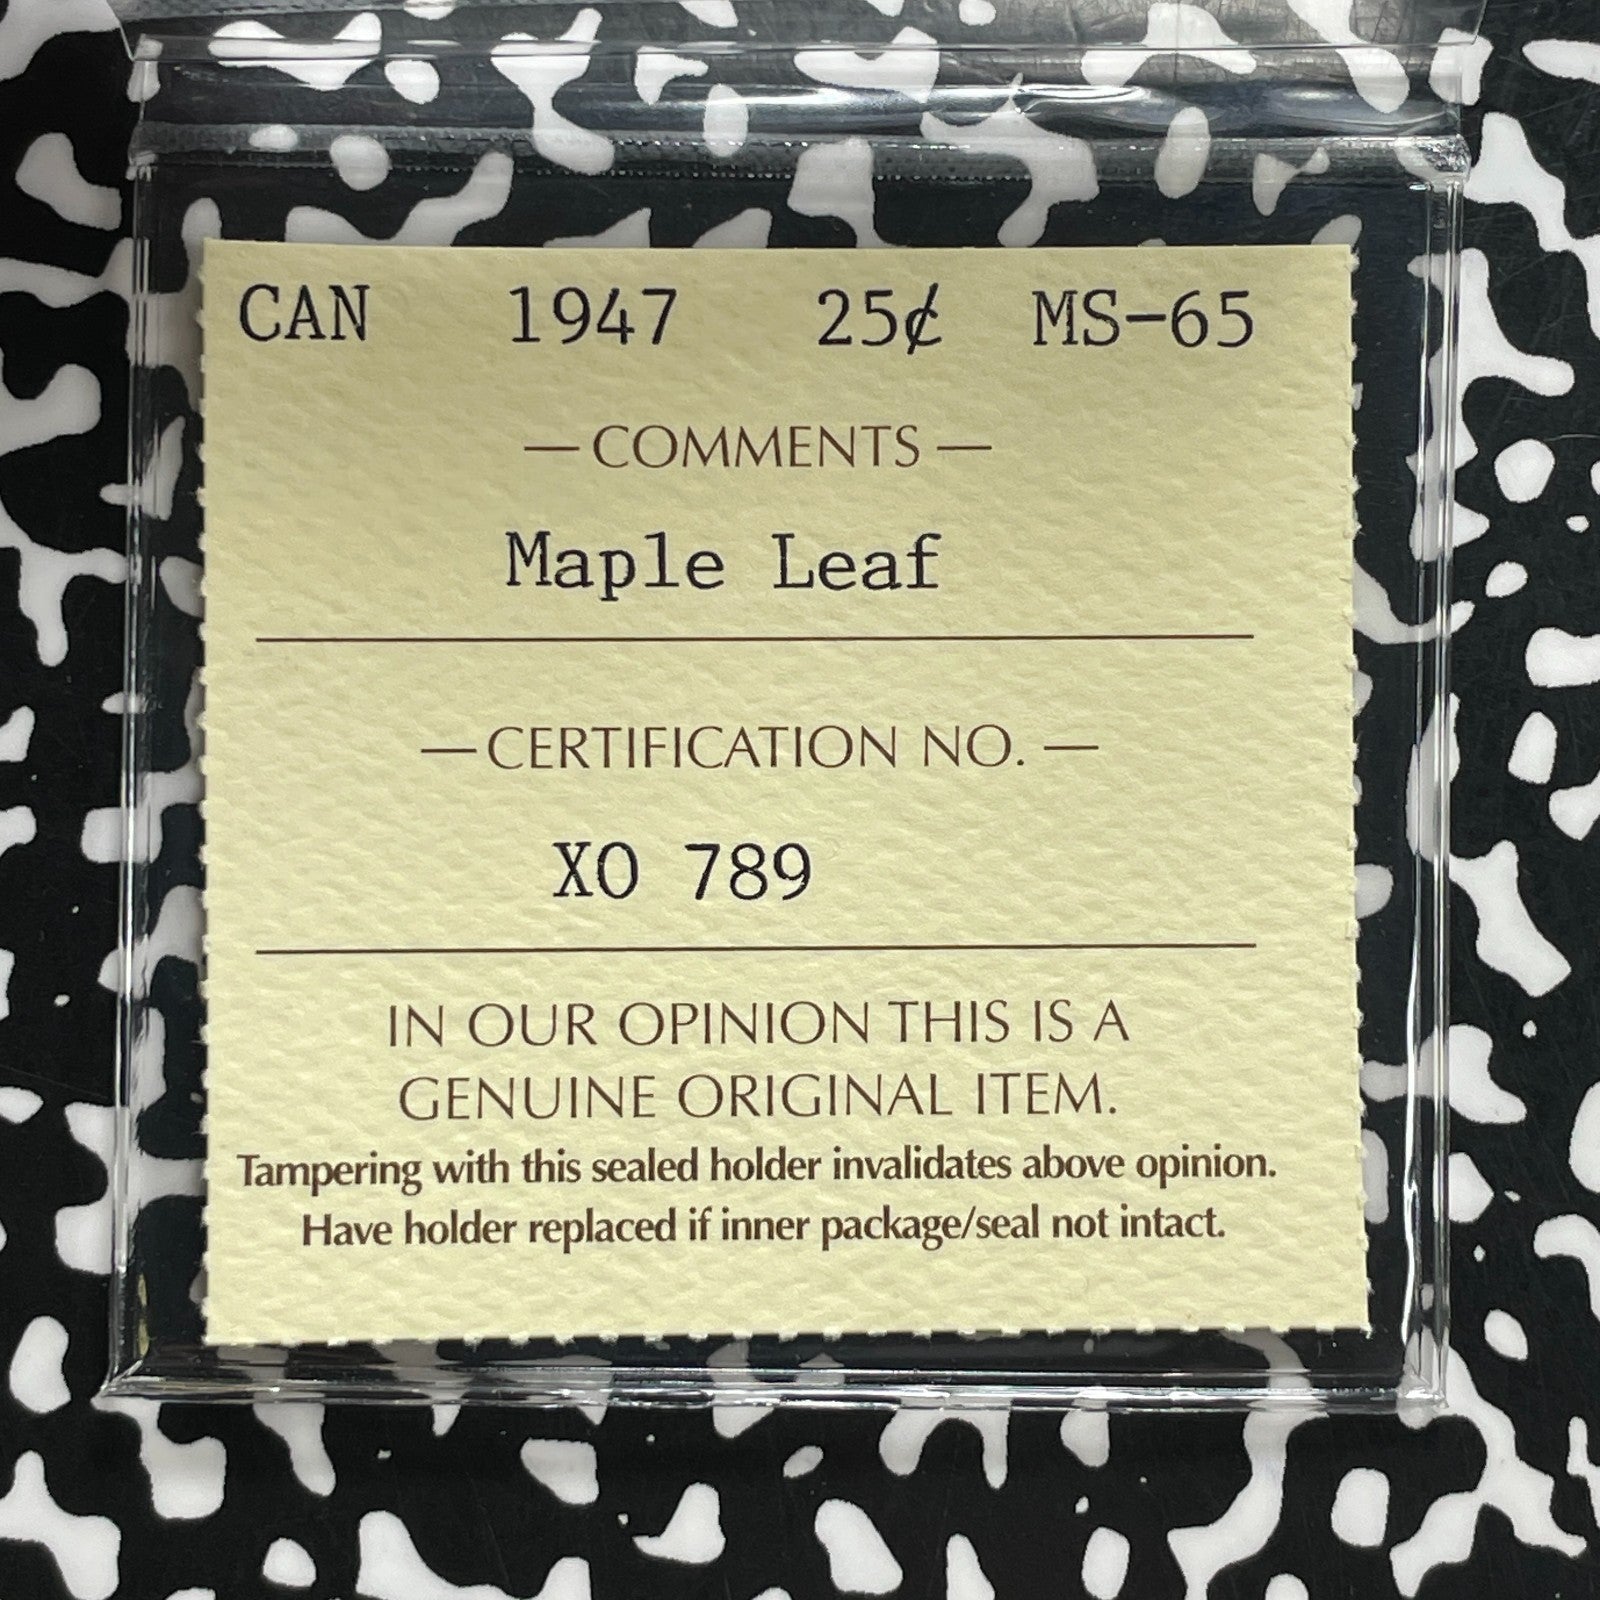 CAN 1947 25¢ MS-65
— COMMENTS —
Maple Leaf
— CERTIFICATION NO. —
XO 789
IN OUR OPINION THIS IS A
GENUINE ORIGINAL ITEM.
Tampering with this sealed holder invalidates above opinion.
Have holder replaced if inner package/seal not intact.